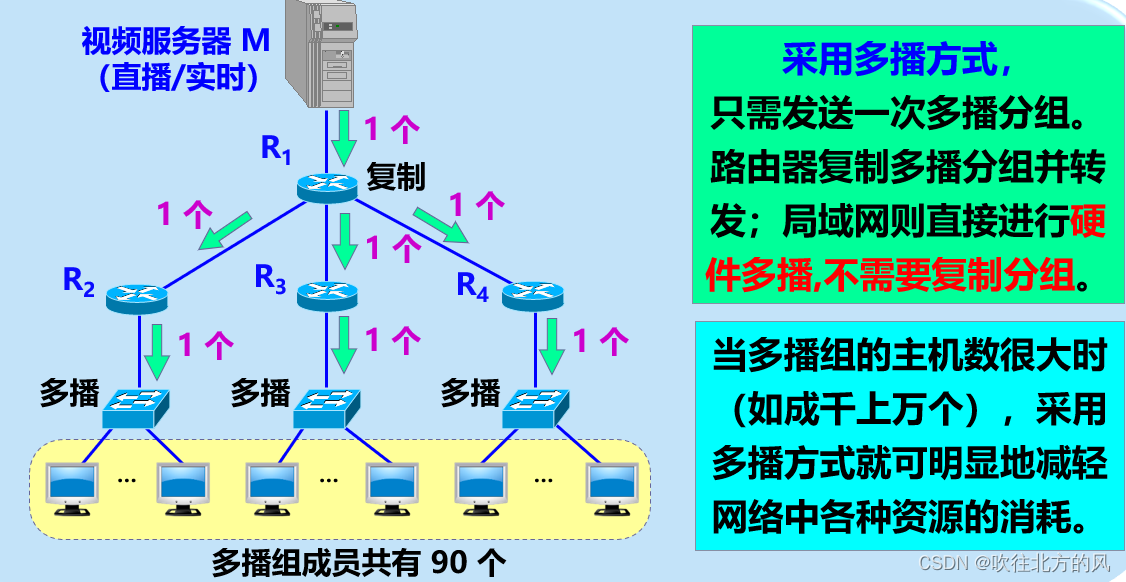 视频服务器 M
（直播/实时）
1 个
R1
复制
1 个
1 个
1 个
R2
R3
R4
1 个
1 个
1 个
多播
多播
多播
...
...
...
多播组成员共有 90 个
采用多播方式，
只需发送一次多播分组。
路由器复制多播分组并转
发；局域网则直接进行硬
件多播,不需要复制分组。
当多播组的主机数很大时
（如成千上万个），采用
多播方式就可明显地减轻
网络中各种资源的消耗。
CSDN @吹往北方的风